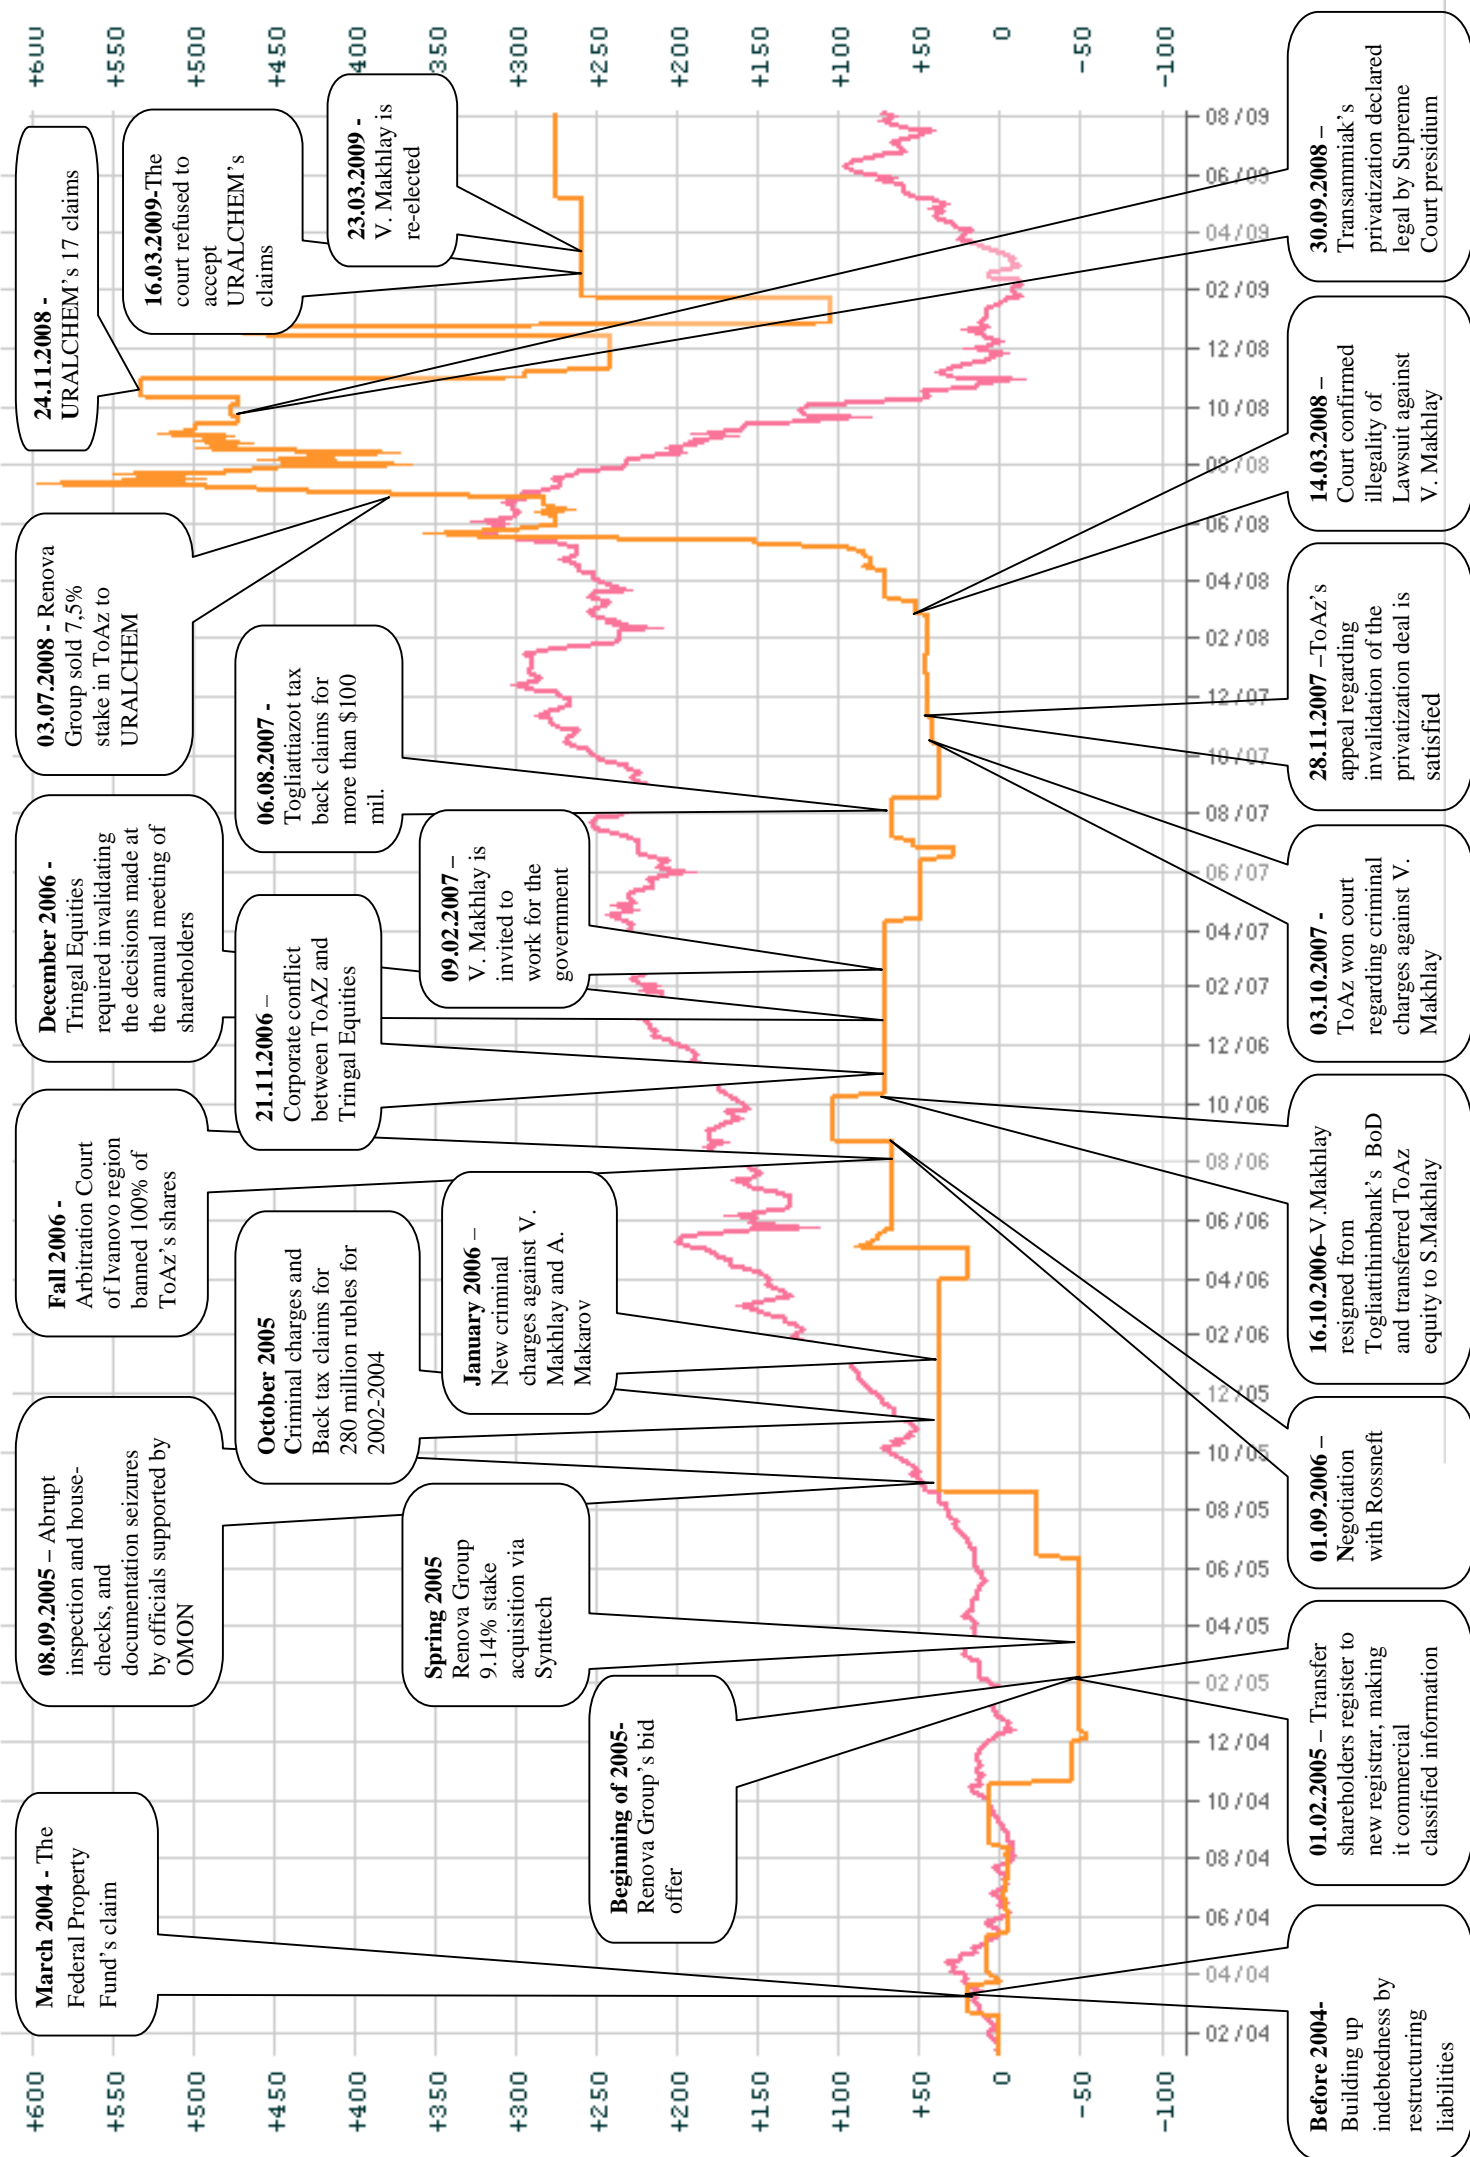 March 2004 - The
Federal Property
Fund's claim
08.09.2005 – Abrupt
inspection and house-
checks, and
documentation seizures
by officials supported by
OMON
Fall 2006 -
Arbitration Court
of Ivanovo region
banned 100% of
ToAz's shares
December 2006 -
Tringal Equities
required invalidating
the decisions made at
the annual meeting of
shareholders
03.07.2008 - Renova
Group sold 7,5%
stake in ToAz to
URALCHEM
24.11.2008 -
URALCHEM's 17 claims
16.03.2009-The
court refused to
accept
URALCHEM's
claims
October 2005
Criminal charges and
Back tax claims for
280 million rubles for
2002-2004
21.11.2006 –
Corporate conflict
between ToAZ and
Tringal Equities
06.08.2007 -
Togliattiazot tax
back claims for
more than $100
mil.
23.03.2009 -
V. Makhlay is
re-elected
Spring 2005
Renova Group
9.14% stake
acquisition via
Synttech
January 2006 –
New criminal
charges against V.
Makhlay and A.
Makarov
09.02.2007 –
V. Makhlay is
invited to
work for the
government
Beginning of 2005-
Renova Group's bid
offer
+600
+550
+500
+450
+400
+350
+300
+250
+200
+150
+100
+50
0
-50
-100
+600
+550
+500
+450
+400
+350
+300
+250
+200
+150
+100
+50
0
-50
-100
02/04
04/04
06/04
08/04
10/04
12/04
02/05
04/05
06/05
08/05
10/05
12/05
02/06
04/06
06/06
08/06
10/06
12/06
02/07
04/07
06/07
08/07
10/07
12/07
02/08
04/08
06/08
08/08
10/08
12/08
02/09
04/09
06/09
08/09
Before 2004-
Building up
indebtedness by
restructuring
liabilities
01.02.2005 – Transfer
shareholders register to
new registrar, making
it commercial
classified information
01.09.2006 –
Negotiation
with Rossneft
16.10.2006–V.Makhlay
resigned from
Togliattihimbank's BoD
and transferred ToAz
equity to S.Makhlay
03.10.2007 -
ToAz won court
regarding criminal
charges against V.
Makhlay
28.11.2007 –ToAz's
appeal regarding
invalidation of the
privatization deal is
satisfied
14.03.2008 –
Court confirmed
illegality of
Lawsuit against
V. Makhlay
30.09.2008 –
Transammiak's
privatization declared
legal by Supreme
Court presidium